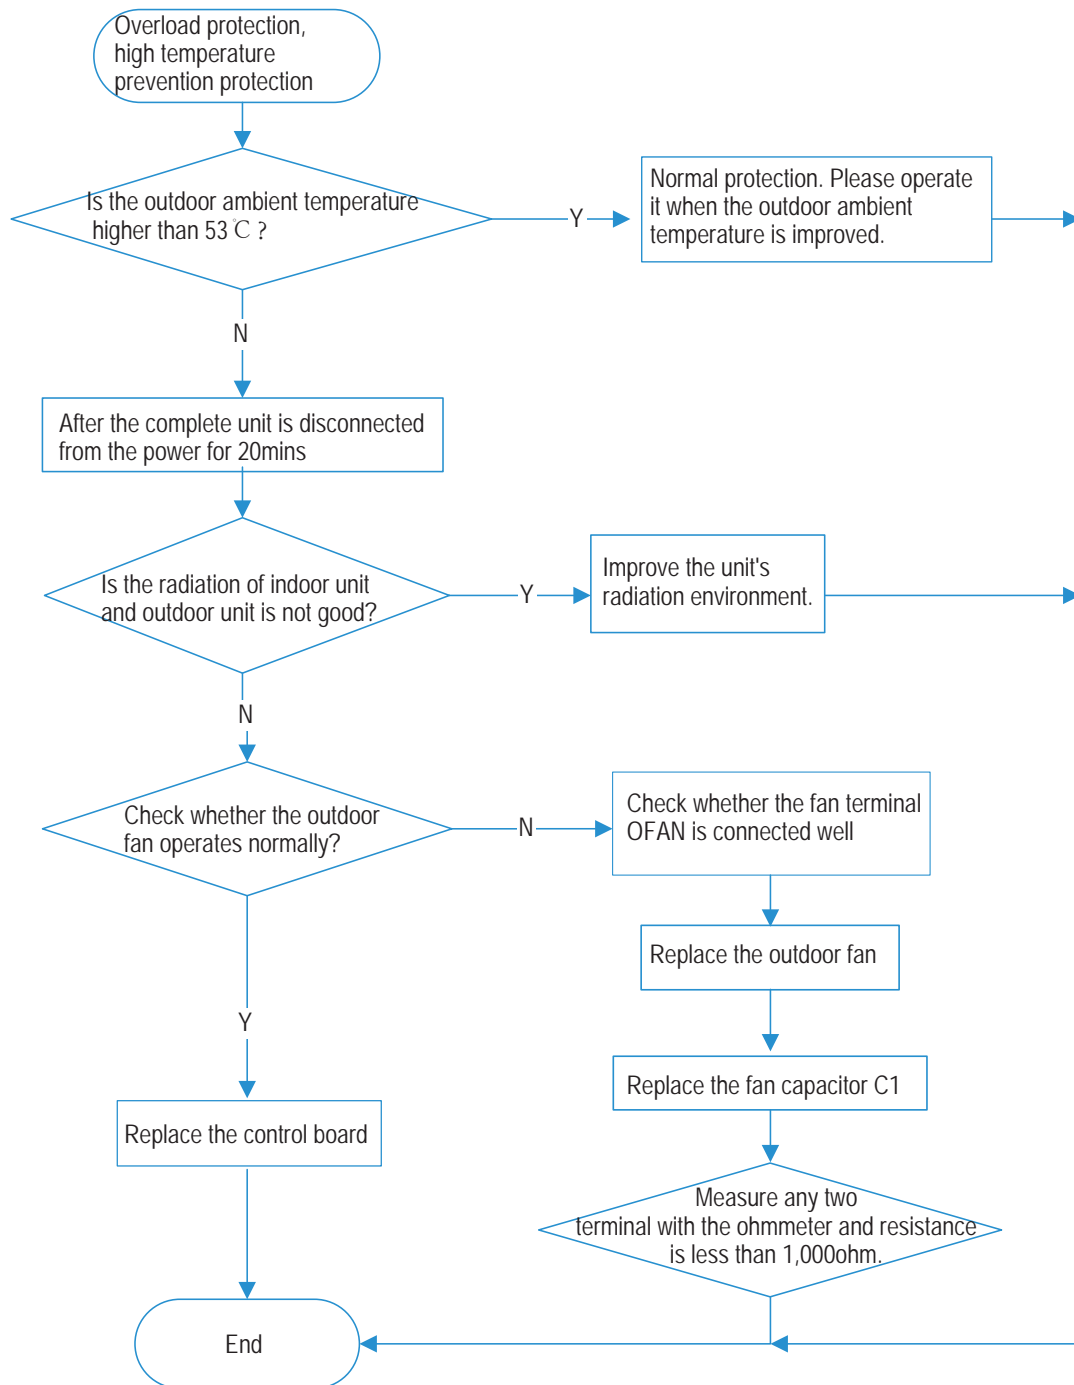 Overload protection,
high temperature
prevention protection
Is the outdoor ambient temperature
higher than 53℃ ?
Y
Normal protection. Please operate
it when the outdoor ambient
temperature is improved.
N
After the complete unit is disconnected
from the power for 20mins
Is the radiation of indoor unit
and outdoor unit is not good?
Y
Improve the unit's
radiation environment.
N
Check whether the outdoor
fan operates normally?
N
Check whether the fan terminal
OFAN is connected well
Replace the outdoor fan
Y
Replace the fan capacitor C1
Replace the control board
Measure any two
terminal with the ohmmeter and resistance
is less than 1,000ohm.
End